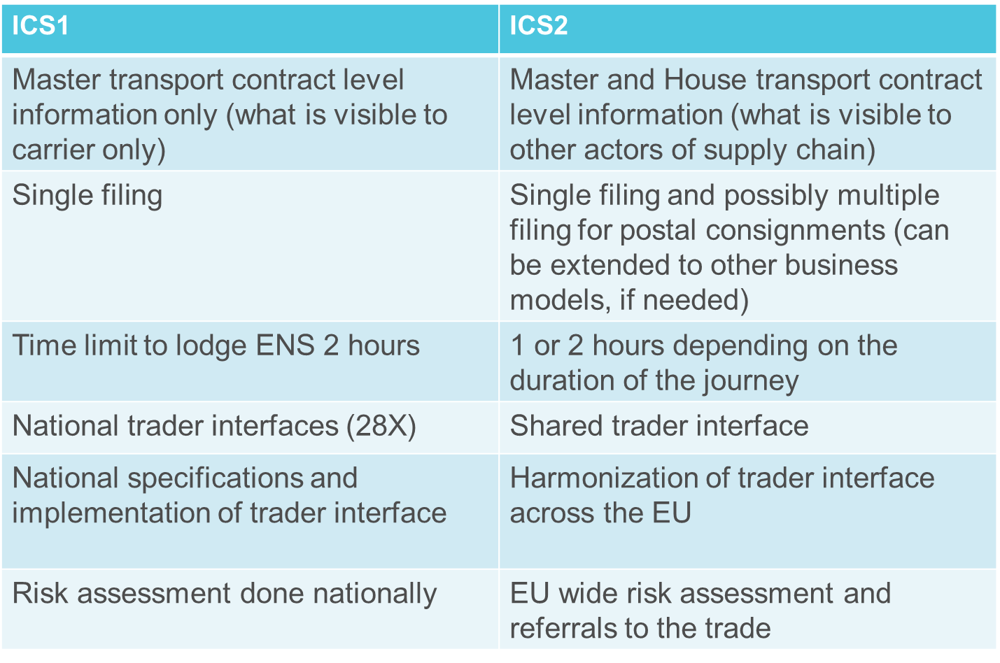 ICS1
ICS2
Master transport contract level
information only (what is visible to
carrier only)
Master and House transport contract
level information (what is visible to
other actors of supply chain)
Single filing
Single filing and possibly multiple
filing for postal consignments (can
be extended to other business
models, if needed)
Time limit to lodge ENS 2 hours
1 or 2 hours depending on the
duration of the journey
National trader interfaces (28X)
Shared trader interface
National specifications and
implementation of trader interface
Harmonization of trader interface
across the EU
Risk assessment done nationally
EU wide risk assessment and
referrals to the trade